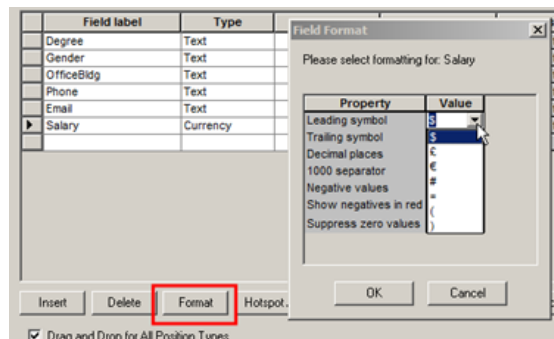 Field label Type
Degree Text
Gender Text
OfficeBldg Text
Phone Text
Email Text
Salary Currency
Field Format
Please select formatting for: Salary
Property Value
Leading symbol $
Trailing symbol $
Decimal places £
1000 separator €
Negative values #
Show negatives in red =
Suppress zero values (
)
OK Cancel
Insert Delete Format Hotspot.
Drag and Drop for All Position Types